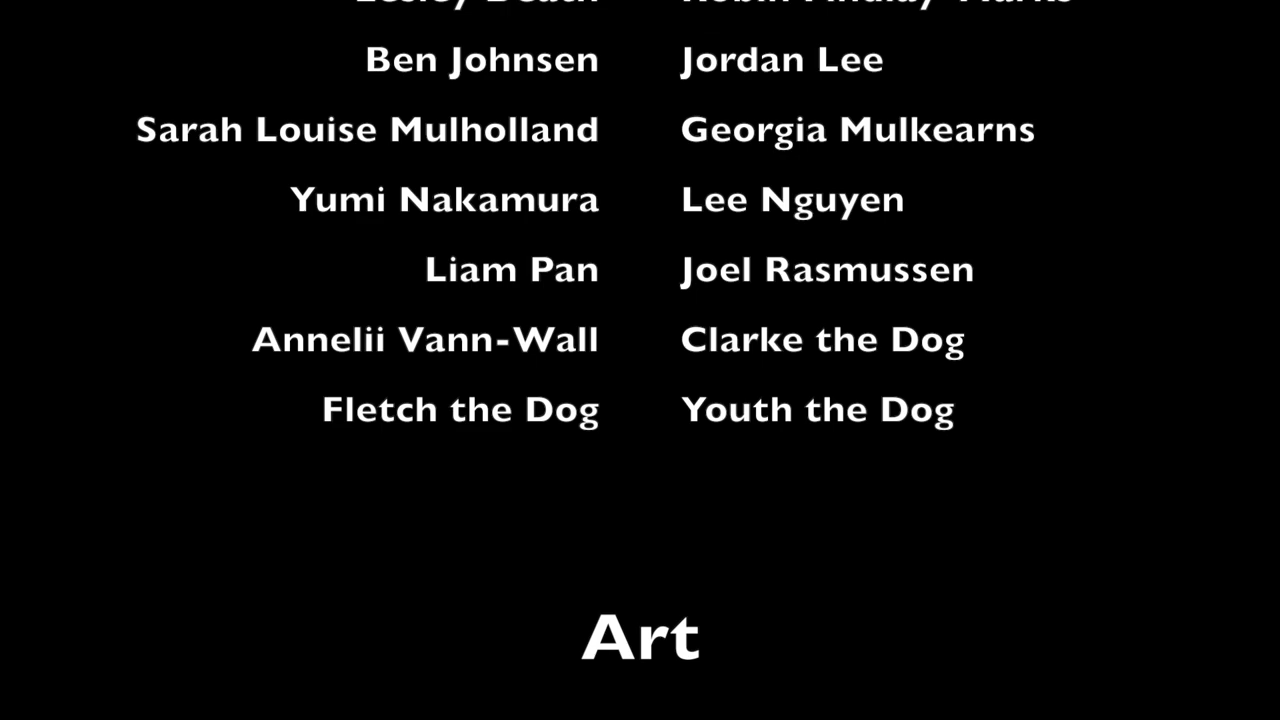 Ben Johnsen Jordan Lee
Sarah Louise Mulholland Georgia Mulkearns
Yumi Nakamura Lee Nguyen
Liam Pan Joel Rasmussen
Annelii Vann-Wall Clarke the Dog
Fletch the Dog Youth the Dog
Art